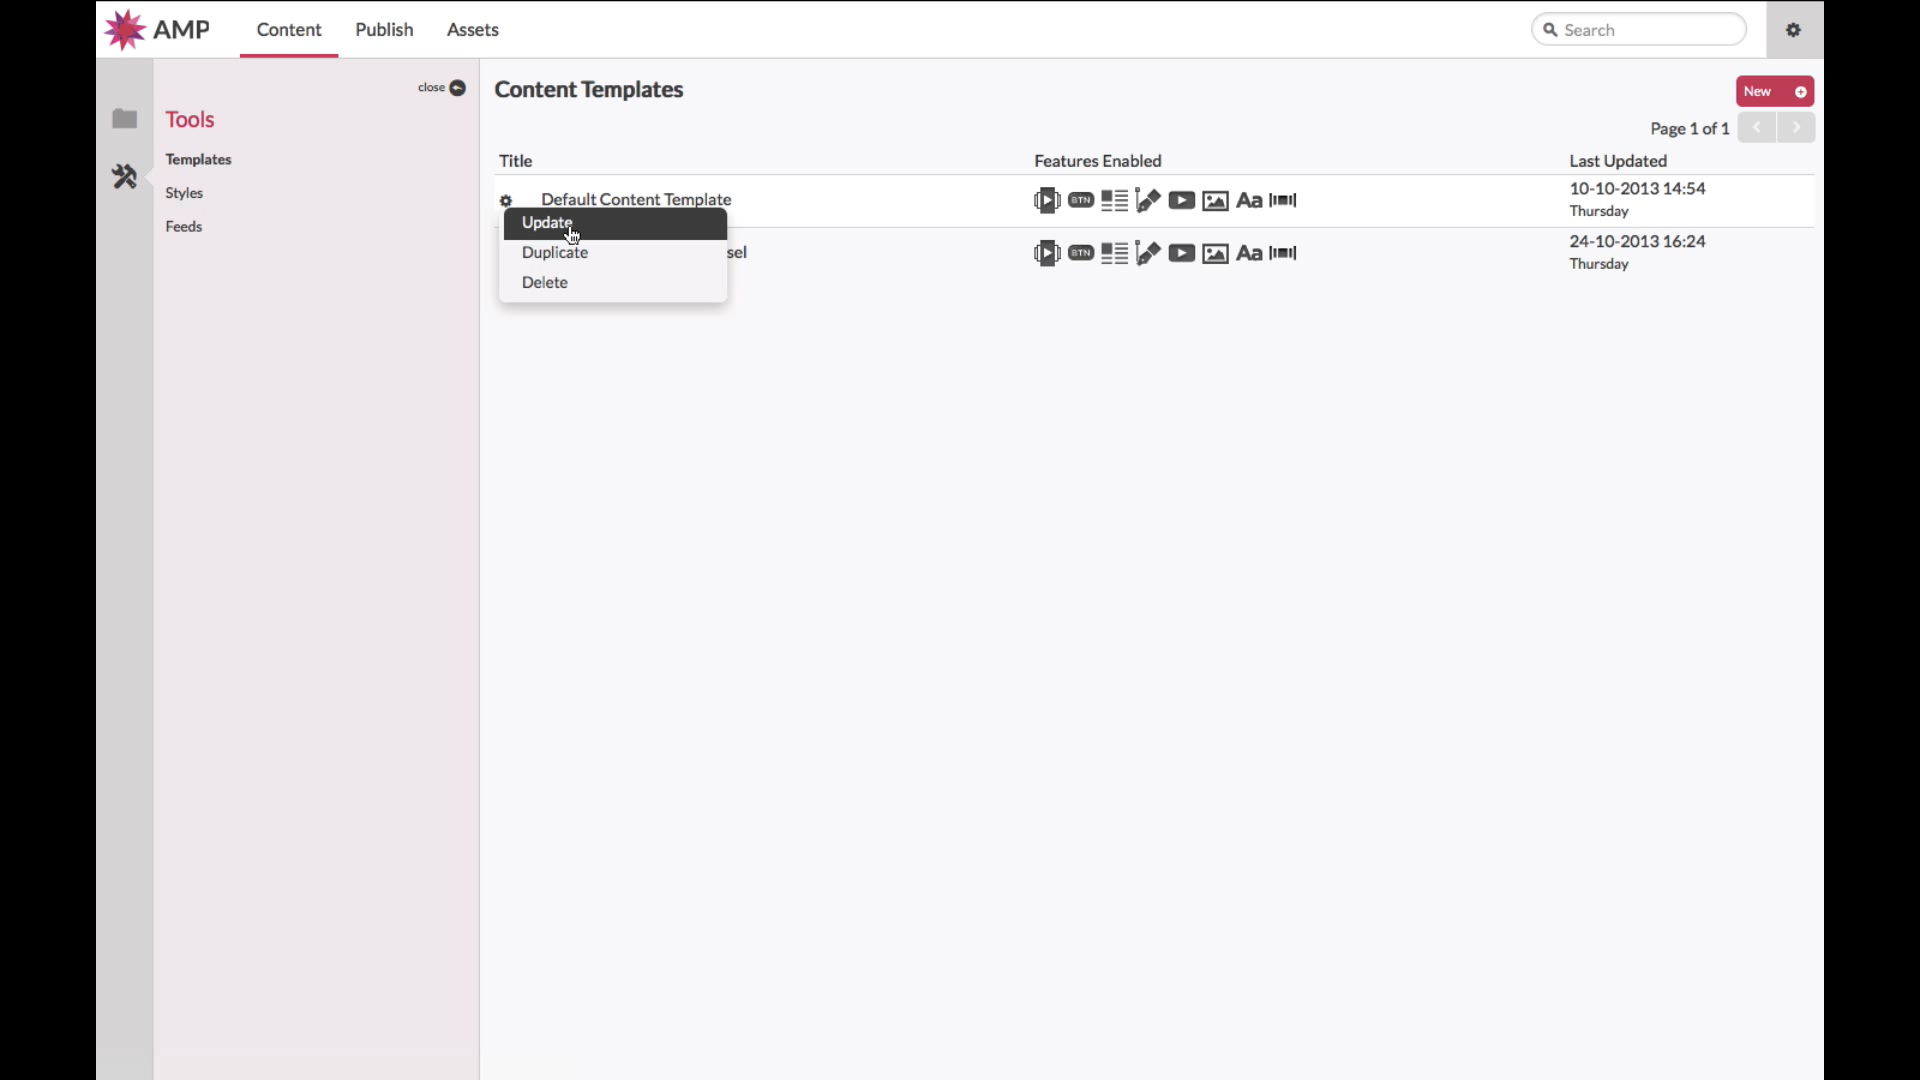 AMP
Content
Publish
Assets
Search
close
Tools
Templates
Styles
Feeds
Content Templates
New
Page 1 of 1
Title
Features Enabled
Last Updated
Default Content Template
BTN
Aa
10-10-2013 14:54
Thursday
Update
Duplicate
Delete
sel
BTN
Aa
24-10-2013 16:24
Thursday